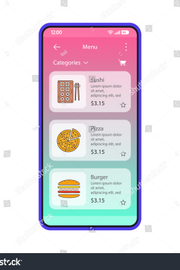 12:00
Menu
Categories
Sushi
Lorem ipsum dolor
sit amet,
adipiscing elit, sed
$3.15
Pizza
Lorem ipsum dolor
sit amet,
adipiscing elit, sed
$3.15
Burger
Lorem ipsum dolor
sit amet,
adipiscing elit, sed
$3.15
shutterstock